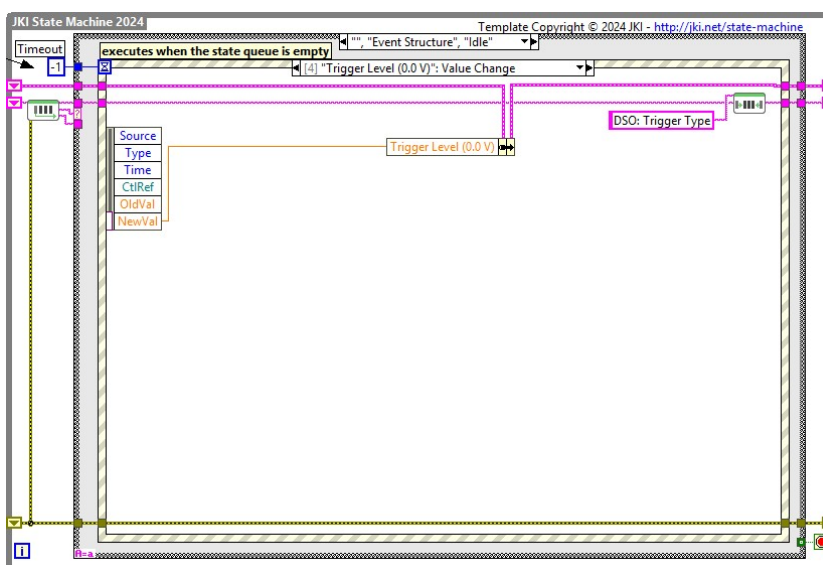 JKI State Machine 2024
Template Copyright © 2024 JKI - http://jki.net/state-machine
Timeout
-1
executes when the state queue is empty
"", "Event Structure", "Idle"
[4] "Trigger Level (0.0 V)": Value Change
?
DSO: Trigger Type
Source
Type
Time
CtlRef
OldVal
NewVal
Trigger Level (0.0 V)
i
A=a